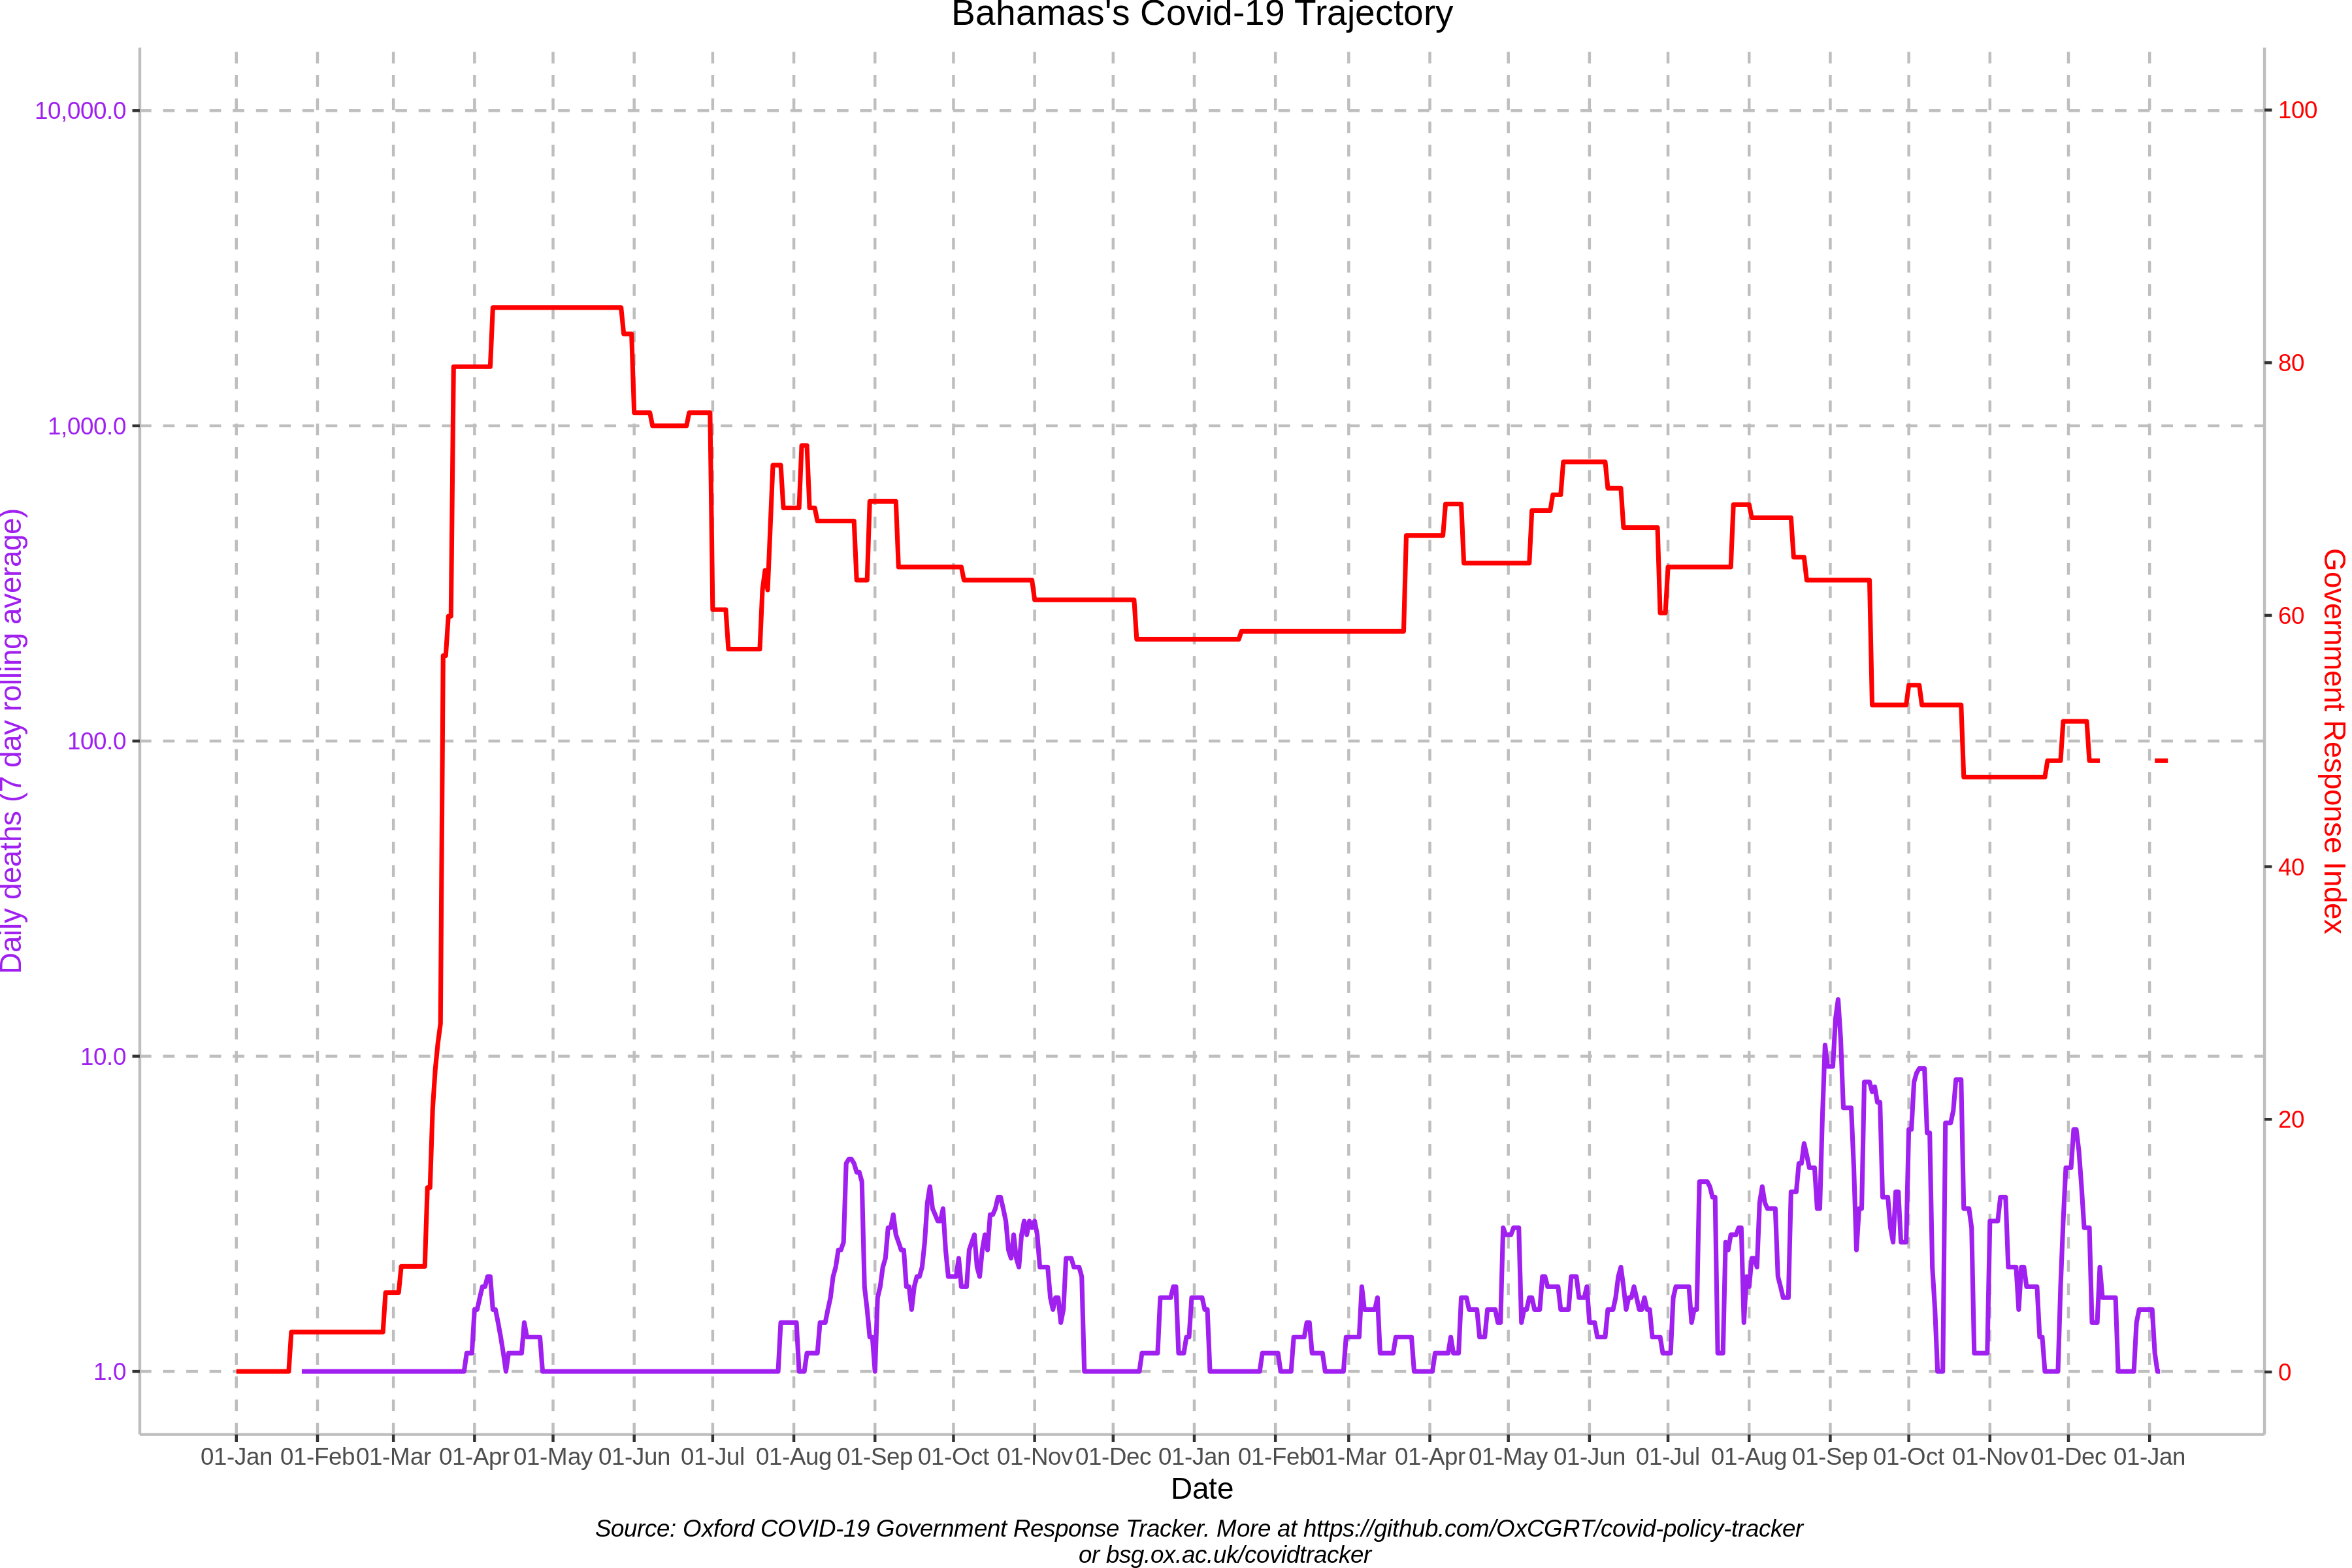 Bahamas's Covid-19 Trajectory
10,000.0
1,000.0
100.0
10.0
1.0
Daily deaths (7 day rolling average)
100
80
60
40
20
0
Government Response Index
01-Jan 01-Feb 01-Mar 01-Apr 01-May 01-Jun 01-Jul 01-Aug 01-Sep 01-Oct 01-Nov 01-Dec 01-Jan 01-Feb 01-Mar 01-Apr 01-May 01-Jun 01-Jul 01-Aug 01-Sep 01-Oct 01-Nov 01-Dec 01-Jan
Date
Source: Oxford COVID-19 Government Response Tracker. More at https://github.com/OxCGRT/covid-policy-tracker
or bsg.ox.ac.uk/covidtracker